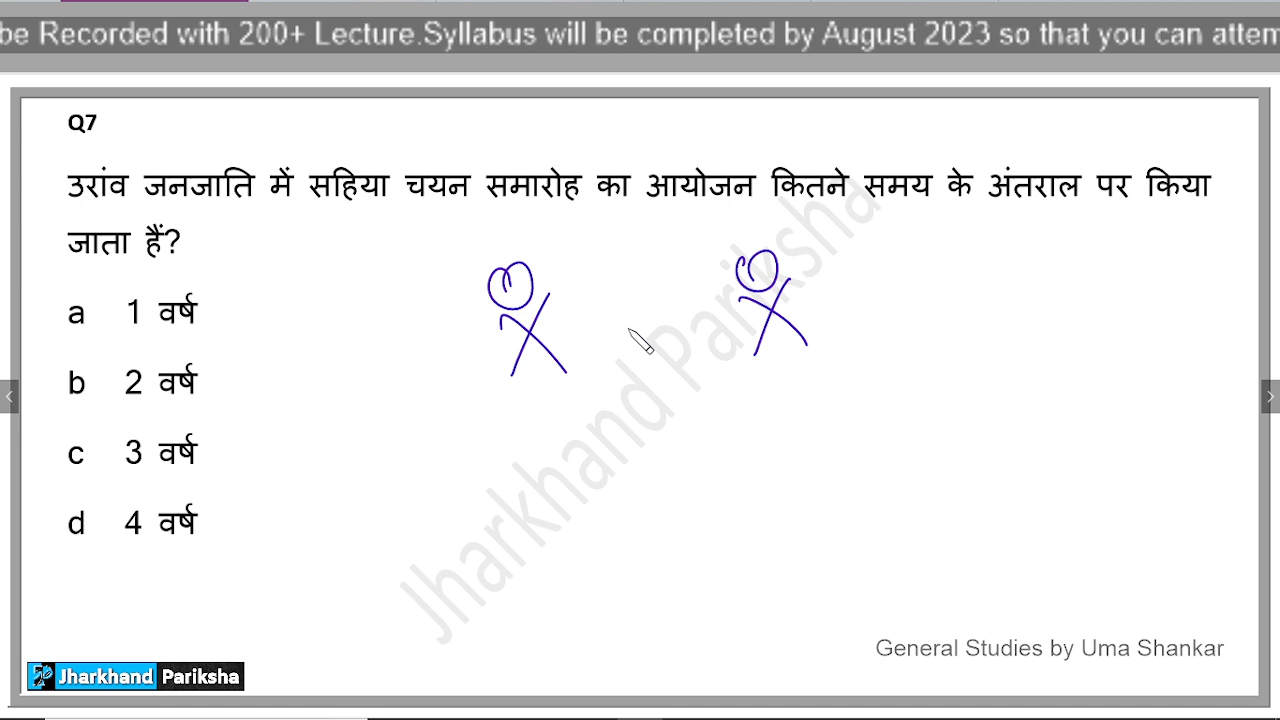 be Recorded with 200+ Lecture.Syllabus will be completed by August 2023 so that you can attem
Q7
उरांव जनजाति में सहिया चयन समारोह का आयोजन कितने समय के अंतराल पर किया
जाता हैं?
a 1 वर्ष
b 2 वर्ष
c 3 वर्ष
d 4 वर्ष
Jharkhand Pariksha
General Studies by Uma Shankar
Jharkhand Pariksha